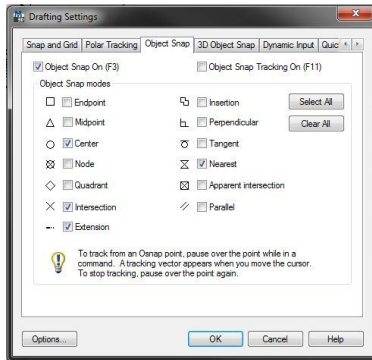 Drafting Settings
Snap and Grid Polar Tracking Object Snap 3D Object Snap Dynamic Input Quic
Object Snap On (F3) Object Snap Tracking On (F11)
Object Snap modes
Endpoint Insertion Select All
Midpoint Perpendicular Clear All
Center Tangent
Node Nearest
Quadrant Apparent intersection
Intersection Parallel
Extension
To track from an Osnap point, pause over the point while in a
command. A tracking vector appears when you move the cursor.
To stop tracking, pause over the point again.
Options... OK Cancel Help